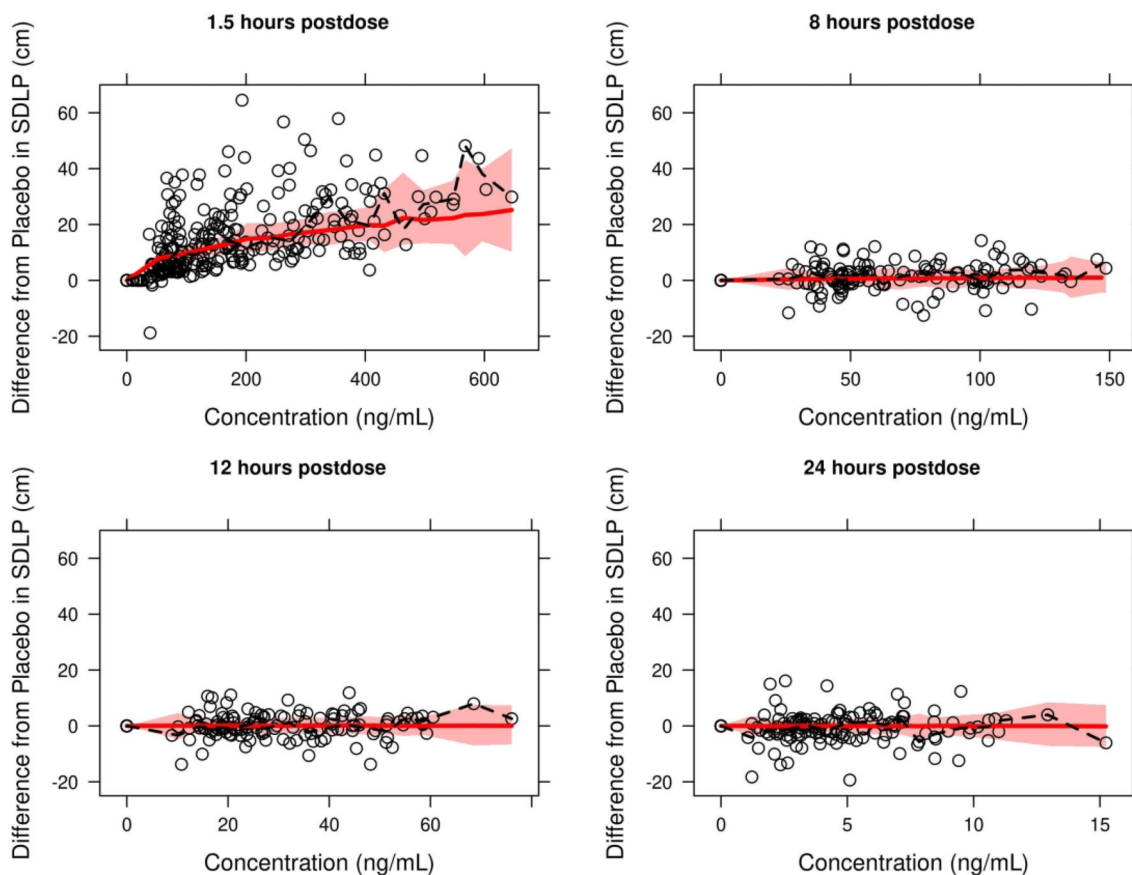 1.5 hours postdose
Difference from Placebo in SDLP (cm)
60
40
20
0
-20
0 200 400 600
Concentration (ng/mL)
8 hours postdose
Difference from Placebo in SDLP (cm)
60
40
20
0
-20
0 50 100 150
Concentration (ng/mL)
12 hours postdose
Difference from Placebo in SDLP (cm)
60
40
20
0
-20
0 20 40 60
Concentration (ng/mL)
24 hours postdose
Difference from Placebo in SDLP (cm)
60
40
20
0
-20
0 5 10 15
Concentration (ng/mL)